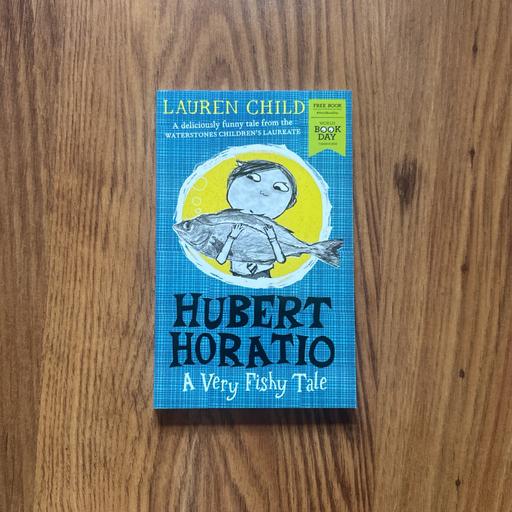 LAUREN CHILD
A deliciously funny tale from the
WATERSTONES CHILDREN'S LAUREATE
FREE BOOK
WORLD
BOOK
DAY
HUBERT
HORATIO
A Very Fishy Tale